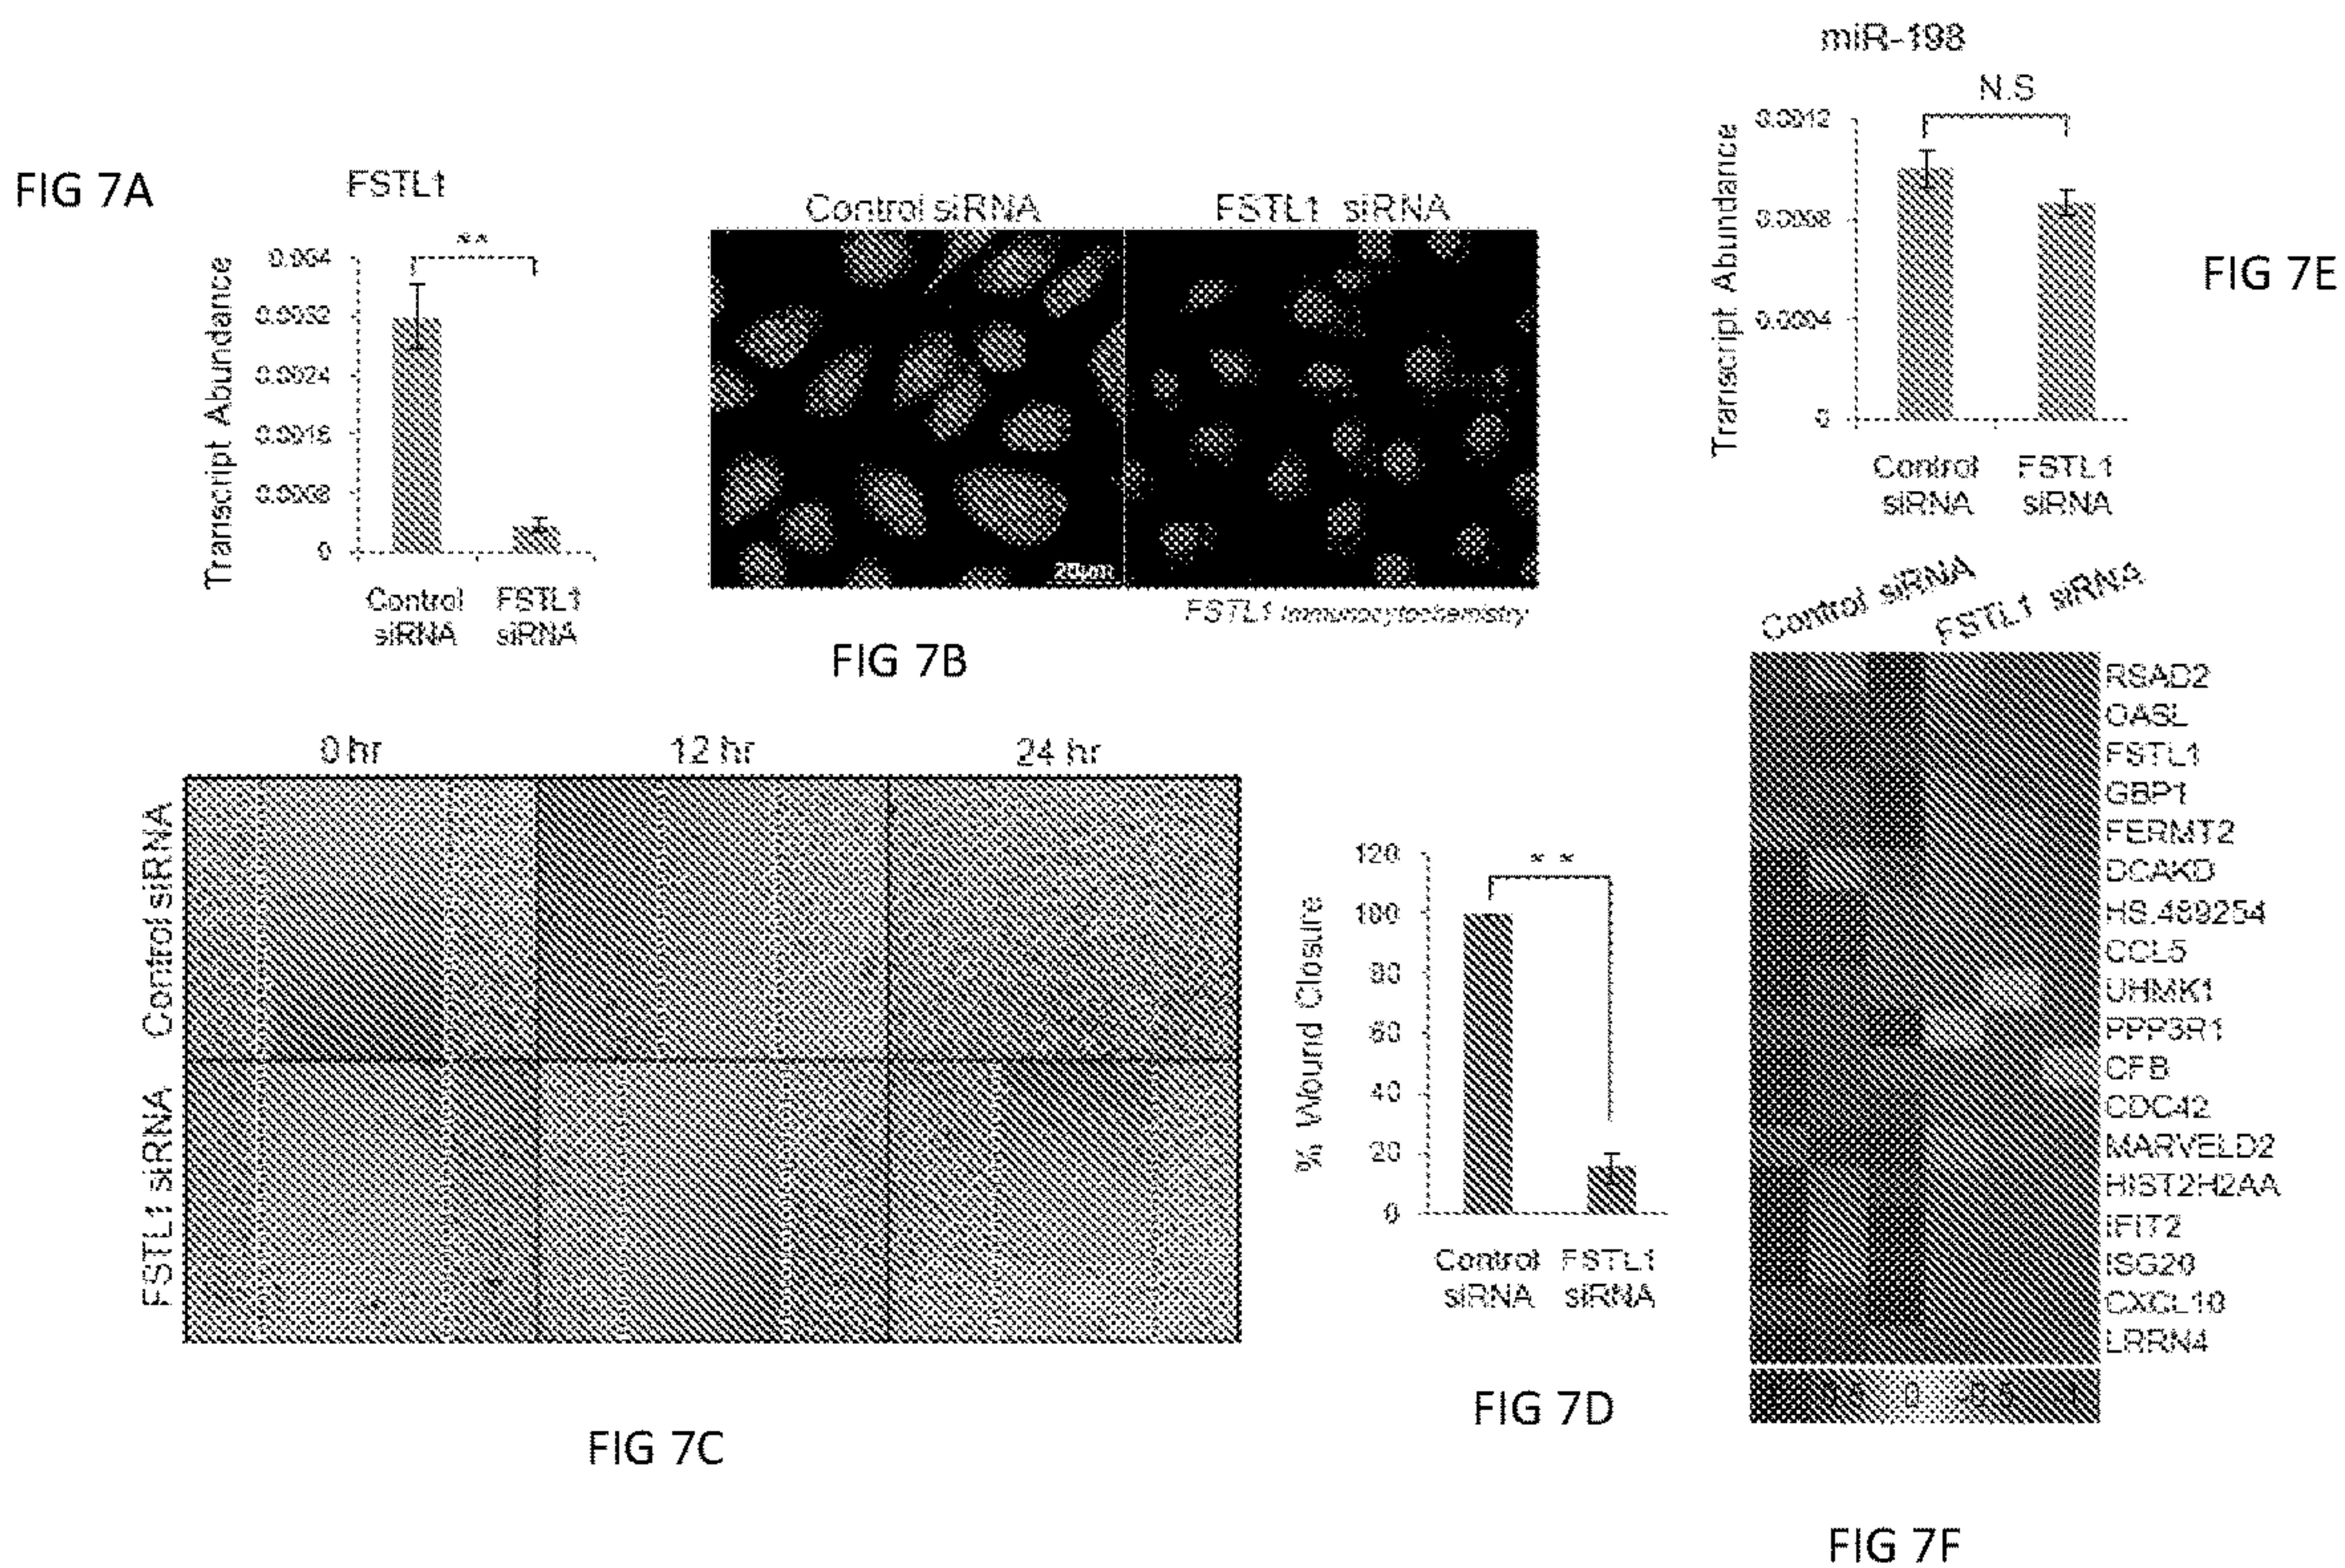 FIG 7A
FSTL1
**
Transcript Abundance
0.004
0.0032
0.0024
0.0016
0.0008
0
Control siRNA
FSTL1 siRNA
Control siRNA
FSTL1 siRNA
20µm
FSTL1 Immunocytochemistry
FIG 7B
0 hr
12 hr
24 hr
Control siRNA
FSTL1 siRNA
FIG 7C
% Wound Closure
120
100
80
60
40
20
0
* *
Control siRNA
FSTL1 siRNA
FIG 7D
miR-198
N.S
Transcript Abundance
0.0012
0.0008
0.0004
0
Control siRNA
FSTL1 siRNA
FIG 7E
Control siRNA
FSTL1 siRNA
RSAD2
OASL
FSTL1
GBP1
FERMT2
DCAKD
HS.489254
CCL5
UHMK1
PPP3R1
CFB
CDC42
MARVELD2
HIST2H2AA
IFIT2
ISG20
CXCL10
LRRN4
0
FIG 7F